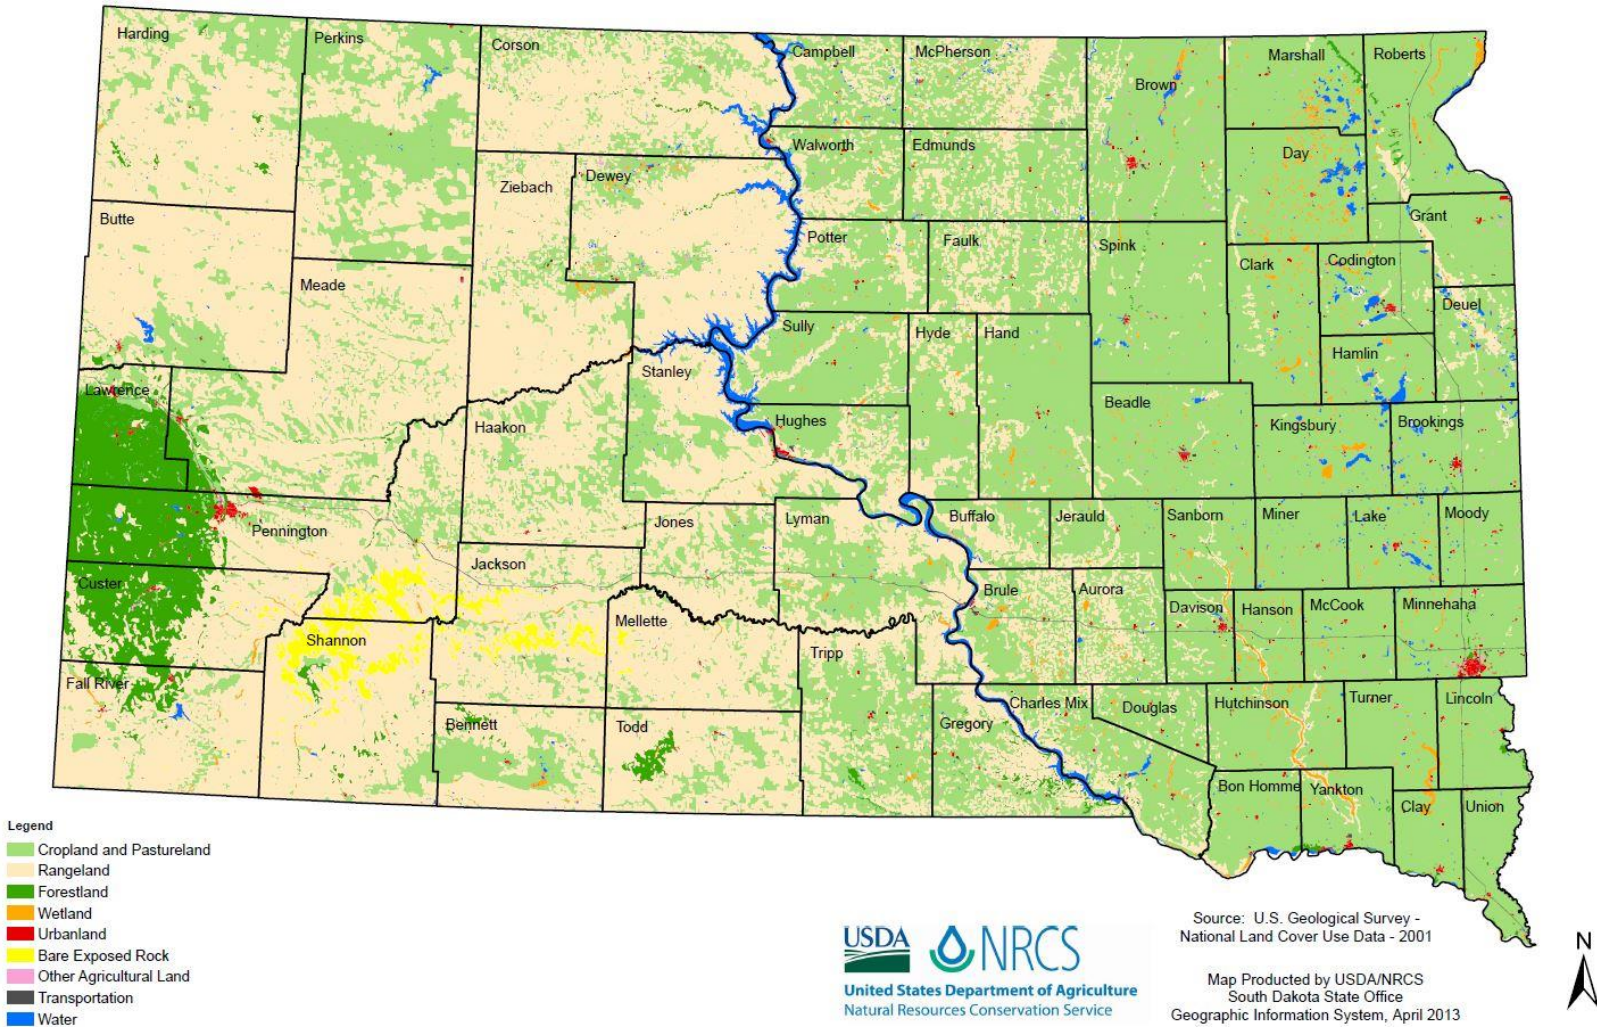 Harding
Perkins
Corson
Campbell
McPherson
Brown
Marshall
Roberts
Walworth
Edmunds
Day
Ziebach
Dewey
Butte
Grant
Potter
Faulk
Spink
Clark
Codington
Meade
Deuel
Sully
Hyde
Hand
Hamlin
Stanley
Lawrence
Beadle
Haakon
Hughes
Kingsbury
Brookings
Pennington
Jones
Lyman
Buffalo
Jerauld
Sanborn
Miner
Lake
Moody
Jackson
Custer
Brule
Aurora
Davison
Hanson
McCook
Minnehaha
Shannon
Mellette
Tripp
Fall River
Charles Mix
Douglas
Hutchinson
Turner
Lincoln
Bennett
Todd
Gregory
Bon Homme
Yankton
Clay
Union
Legend
Cropland and Pastureland
Rangeland
Forestland
Wetland
Urbanland
Bare Exposed Rock
Other Agricultural Land
Transportation
Water
USDA NRCS
United States Department of Agriculture
Natural Resources Conservation Service
Source: U.S. Geological Survey -
National Land Cover Use Data - 2001
Map Produced by USDA/NRCS
South Dakota State Office
Geographic Information System, April 2013
N